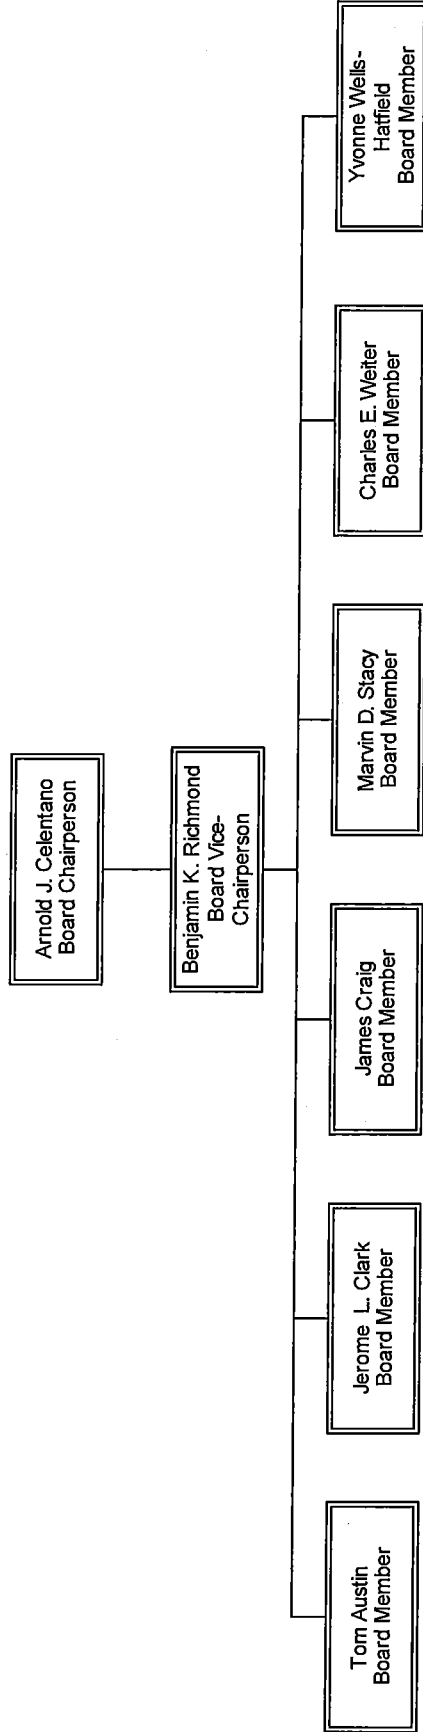 Arnold J. Celentano
Board Chairperson
Benjamin K. Richmond
Board Vice-
Chairperson
Tom Austin
Board Member
Jerome L. Clark
Board Member
James Craig
Board Member
Marvin D. Stacy
Board Member
Charles E. Weiter
Board Member
Yvonne Wells-
Hatfield
Board Member